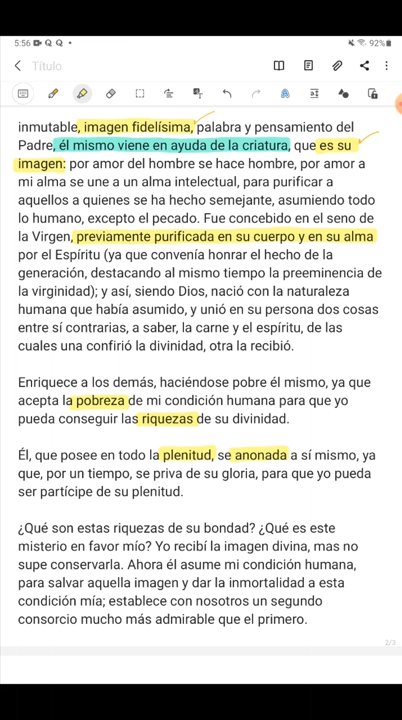 5:56
92%
Título
inmutable, imagen fidelísima, palabra y pensamiento del
Padre, él mismo viene en ayuda de la criatura, que es su
imagen: por amor del hombre se hace hombre, por amor a
mi alma se une a un alma intelectual, para purificar a
aquellos a quienes se ha hecho semejante, asumiendo todo
lo humano, excepto el pecado. Fue concebido en el seno de
la Virgen, previamente purificada en su cuerpo y en su alma
por el Espíritu (ya que convenía honrar el hecho de la
generación, destacando al mismo tiempo la preeminencia de
la virginidad); y así, siendo Dios, nació con la naturaleza
humana que había asumido, y unió en su persona dos cosas
entre sí contrarias, a saber, la carne y el espíritu, de las
cuales una confirió la divinidad, otra la recibió.
Enriquece a los demás, haciéndose pobre él mismo, ya que
acepta la pobreza de mi condición humana para que yo
pueda conseguir las riquezas de su divinidad.
Él, que posee en todo la plenitud, se anonada a sí mismo, ya
que, por un tiempo, se priva de su gloria, para que yo pueda
ser partícipe de su plenitud.
¿Qué son estas riquezas de su bondad? ¿Qué es este
misterio en favor mío? Yo recibí la imagen divina, mas no
supe conservarla. Ahora él asume mi condición humana,
para salvar aquella imagen y dar la inmortalidad a esta
condición mía; establece con nosotros un segundo
consorcio mucho más admirable que el primero.
2/3